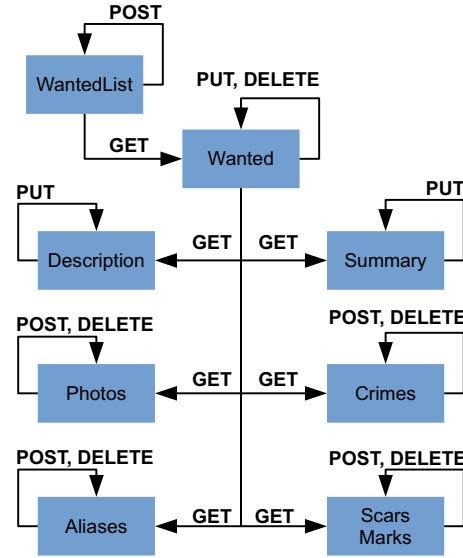 POST
WantedList
PUT, DELETE
GET
Wanted
PUT
PUT
GET GET
Description
Summary
POST, DELETE
POST, DELETE
GET GET
Photos
Crimes
POST, DELETE
POST, DELETE
GET GET
Aliases
Scars
Marks